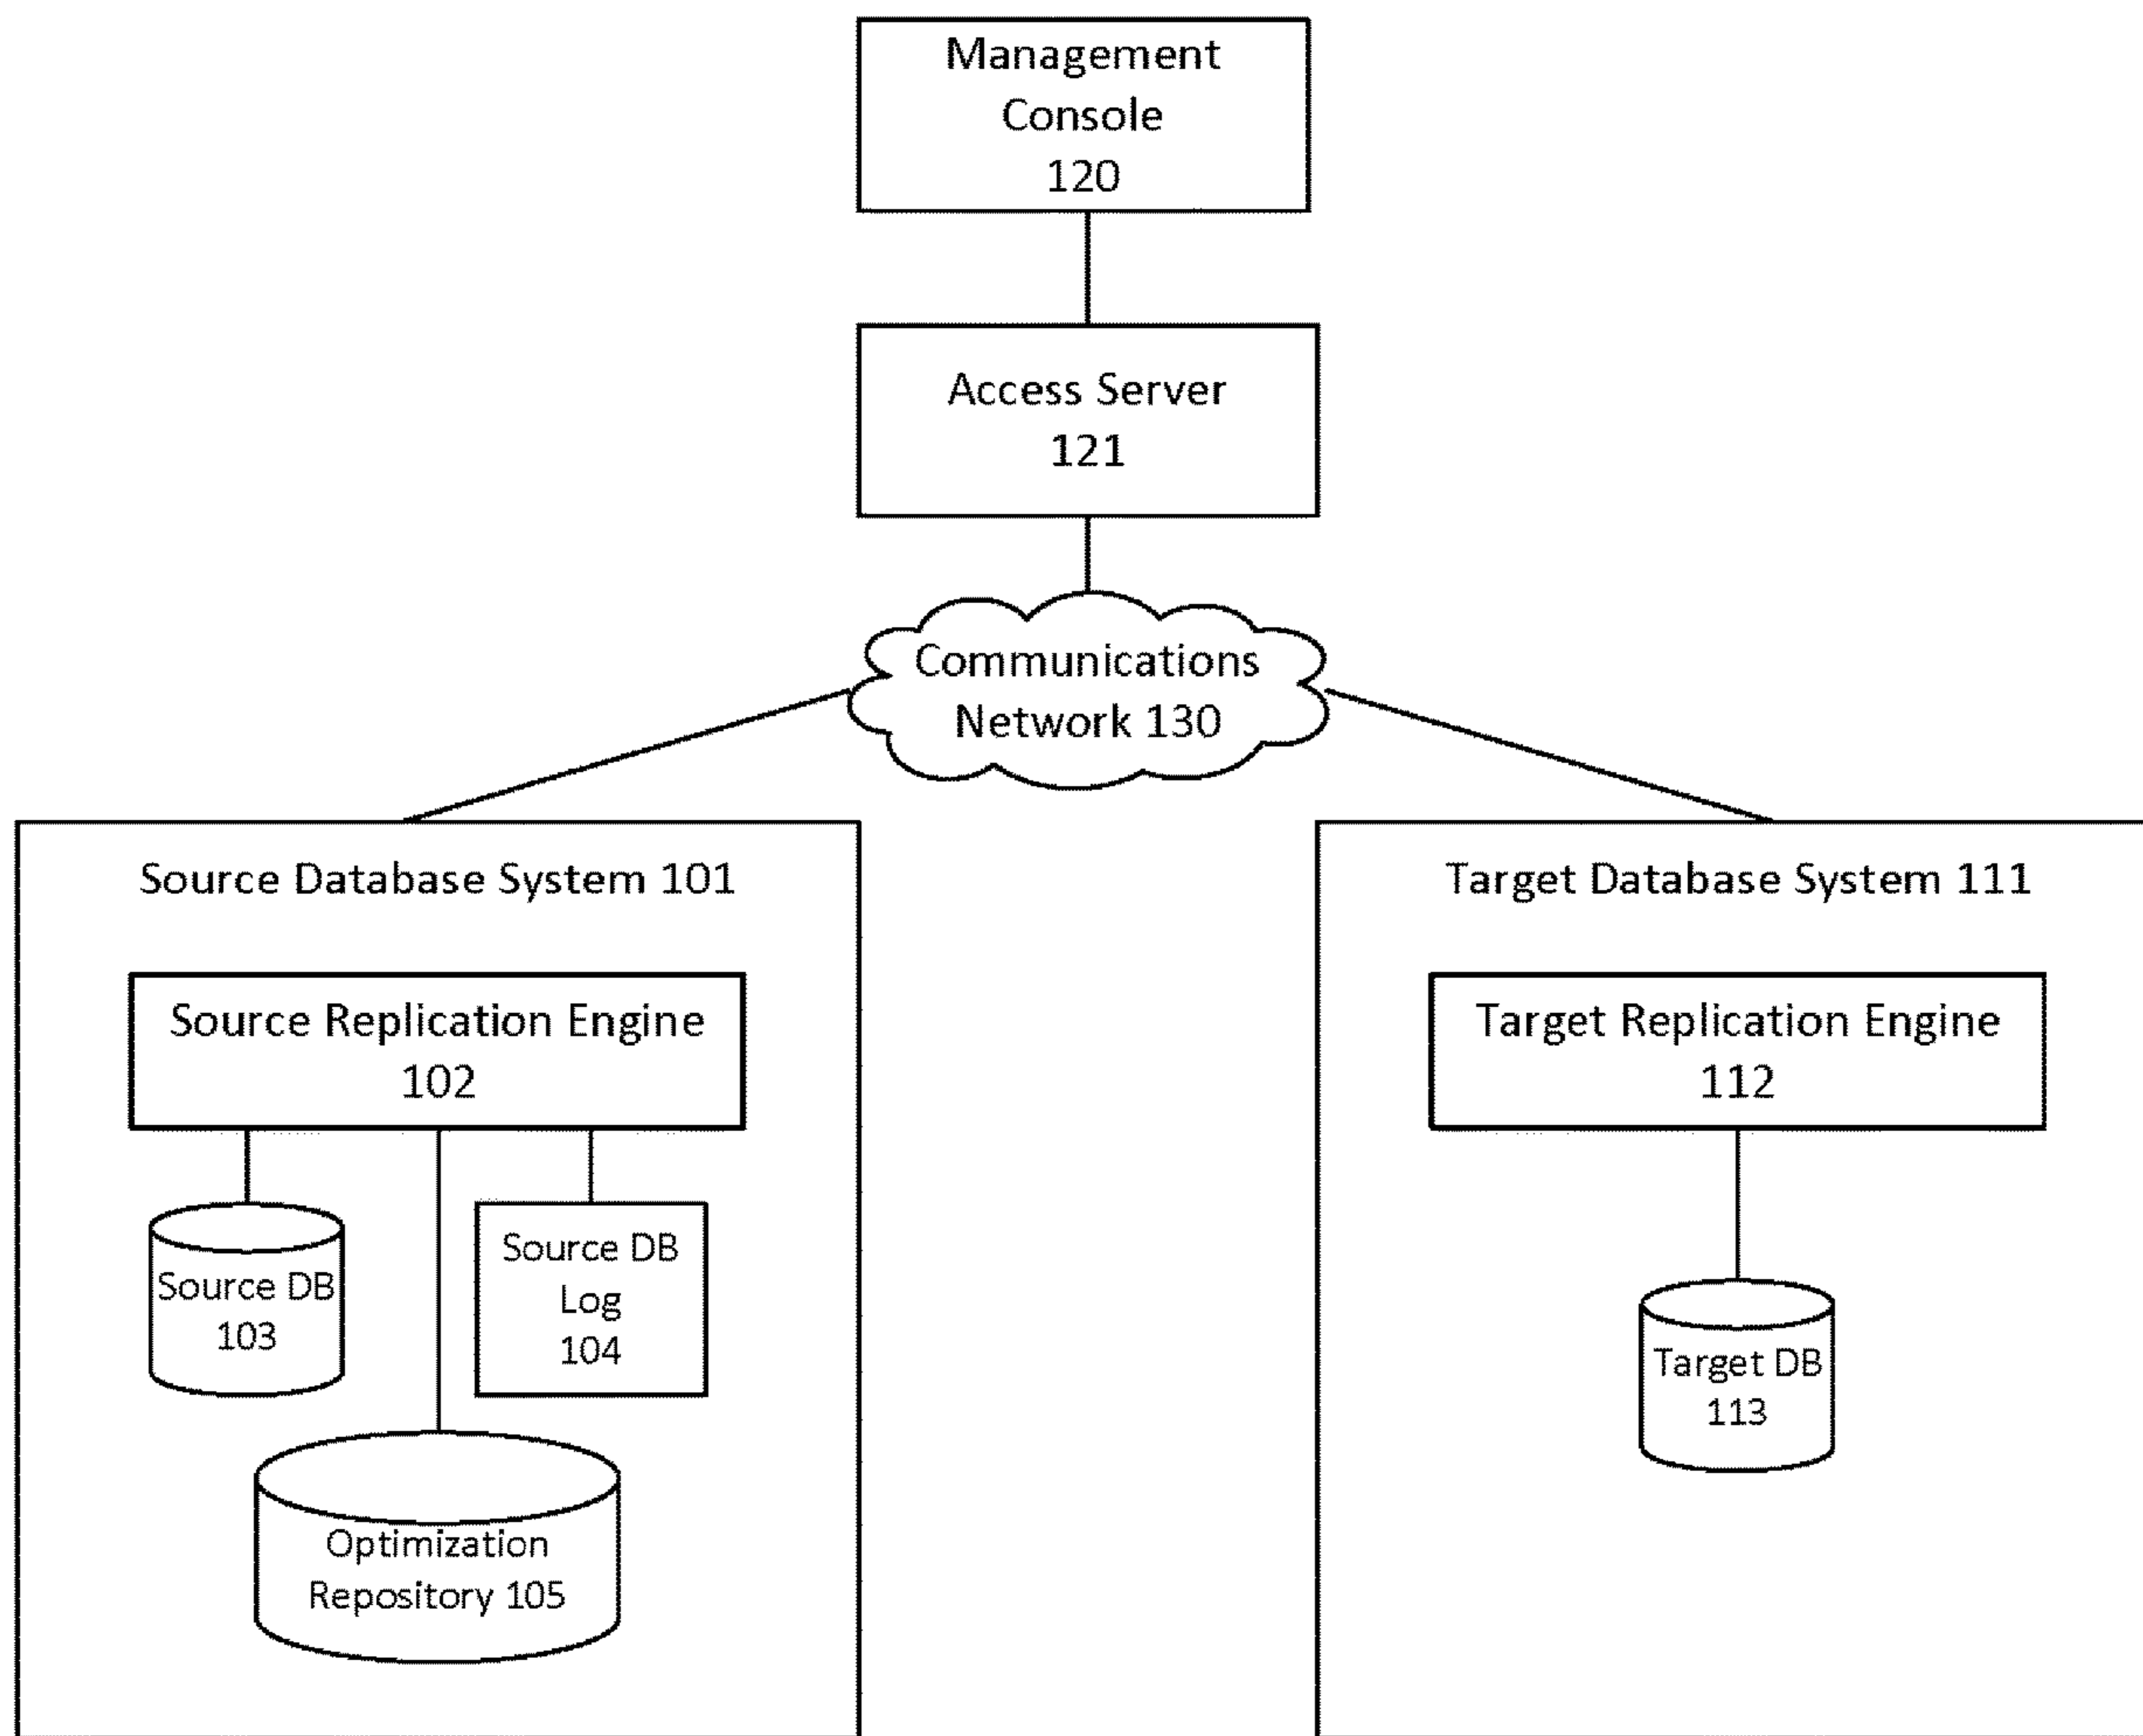 Management
Console
120
Access Server
121
Communications
Network 130
Source Database System 101
Source Replication Engine
102
Source DB
103
Source DB
Log
104
Optimization
Repository 105
Target Database System 111
Target Replication Engine
112
Target DB
113